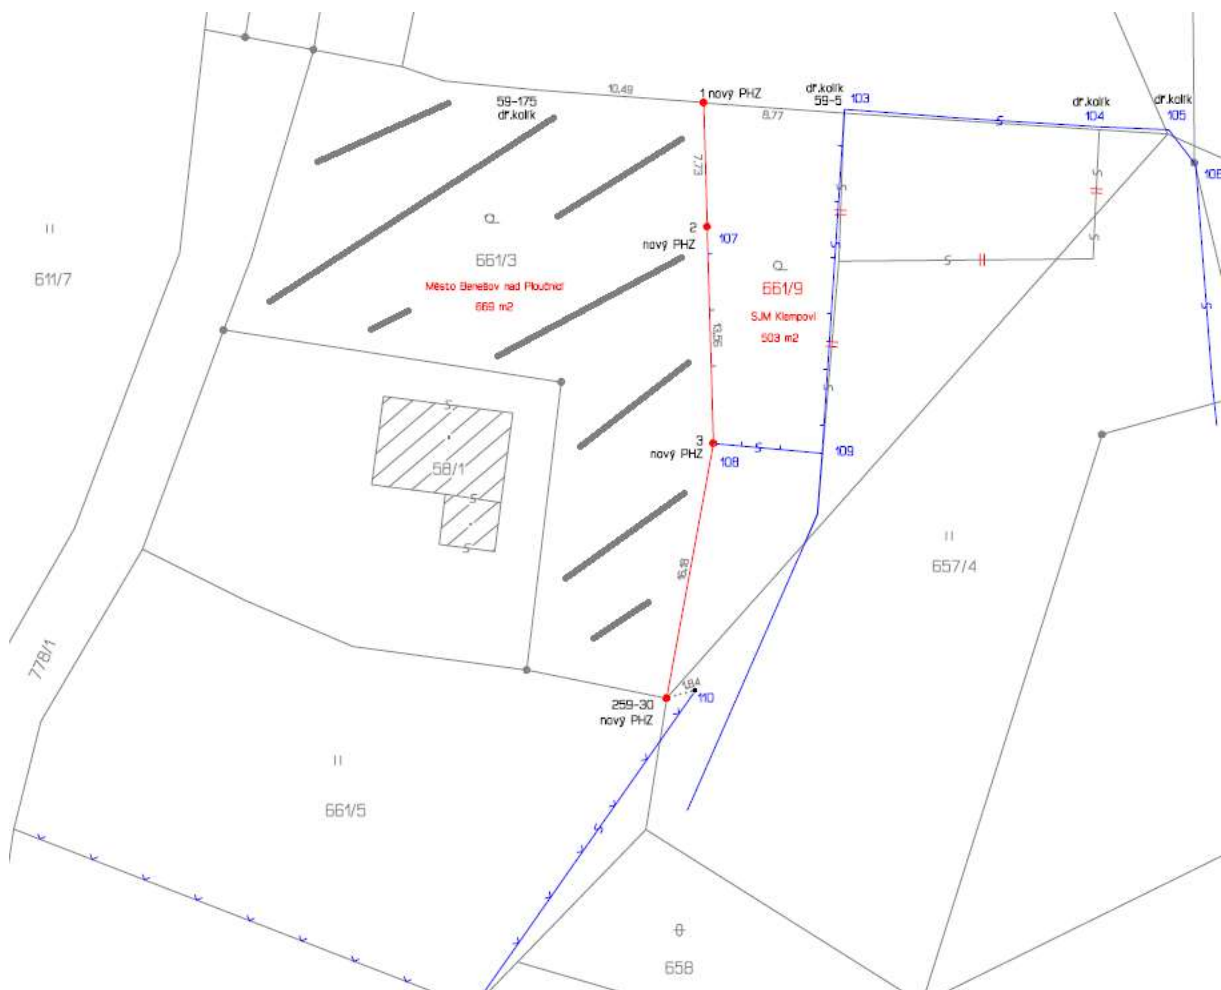 10,49
1 nový PHZ
8,77
dř.kolík
59-5
103
dř.kolík
104
dř.kolík
105
59-175
dř.kolík
106
7,73
2
107
nový PHZ
611/7
661/3
Město Benešov nad Ploučnicí
669 m2
661/9
SJM Klempovi
503 m2
13,56
3
nový PHZ
108
109
58/1
657/4
16,18
778/1
1,84
110
259-30
nový PHZ
661/5
658